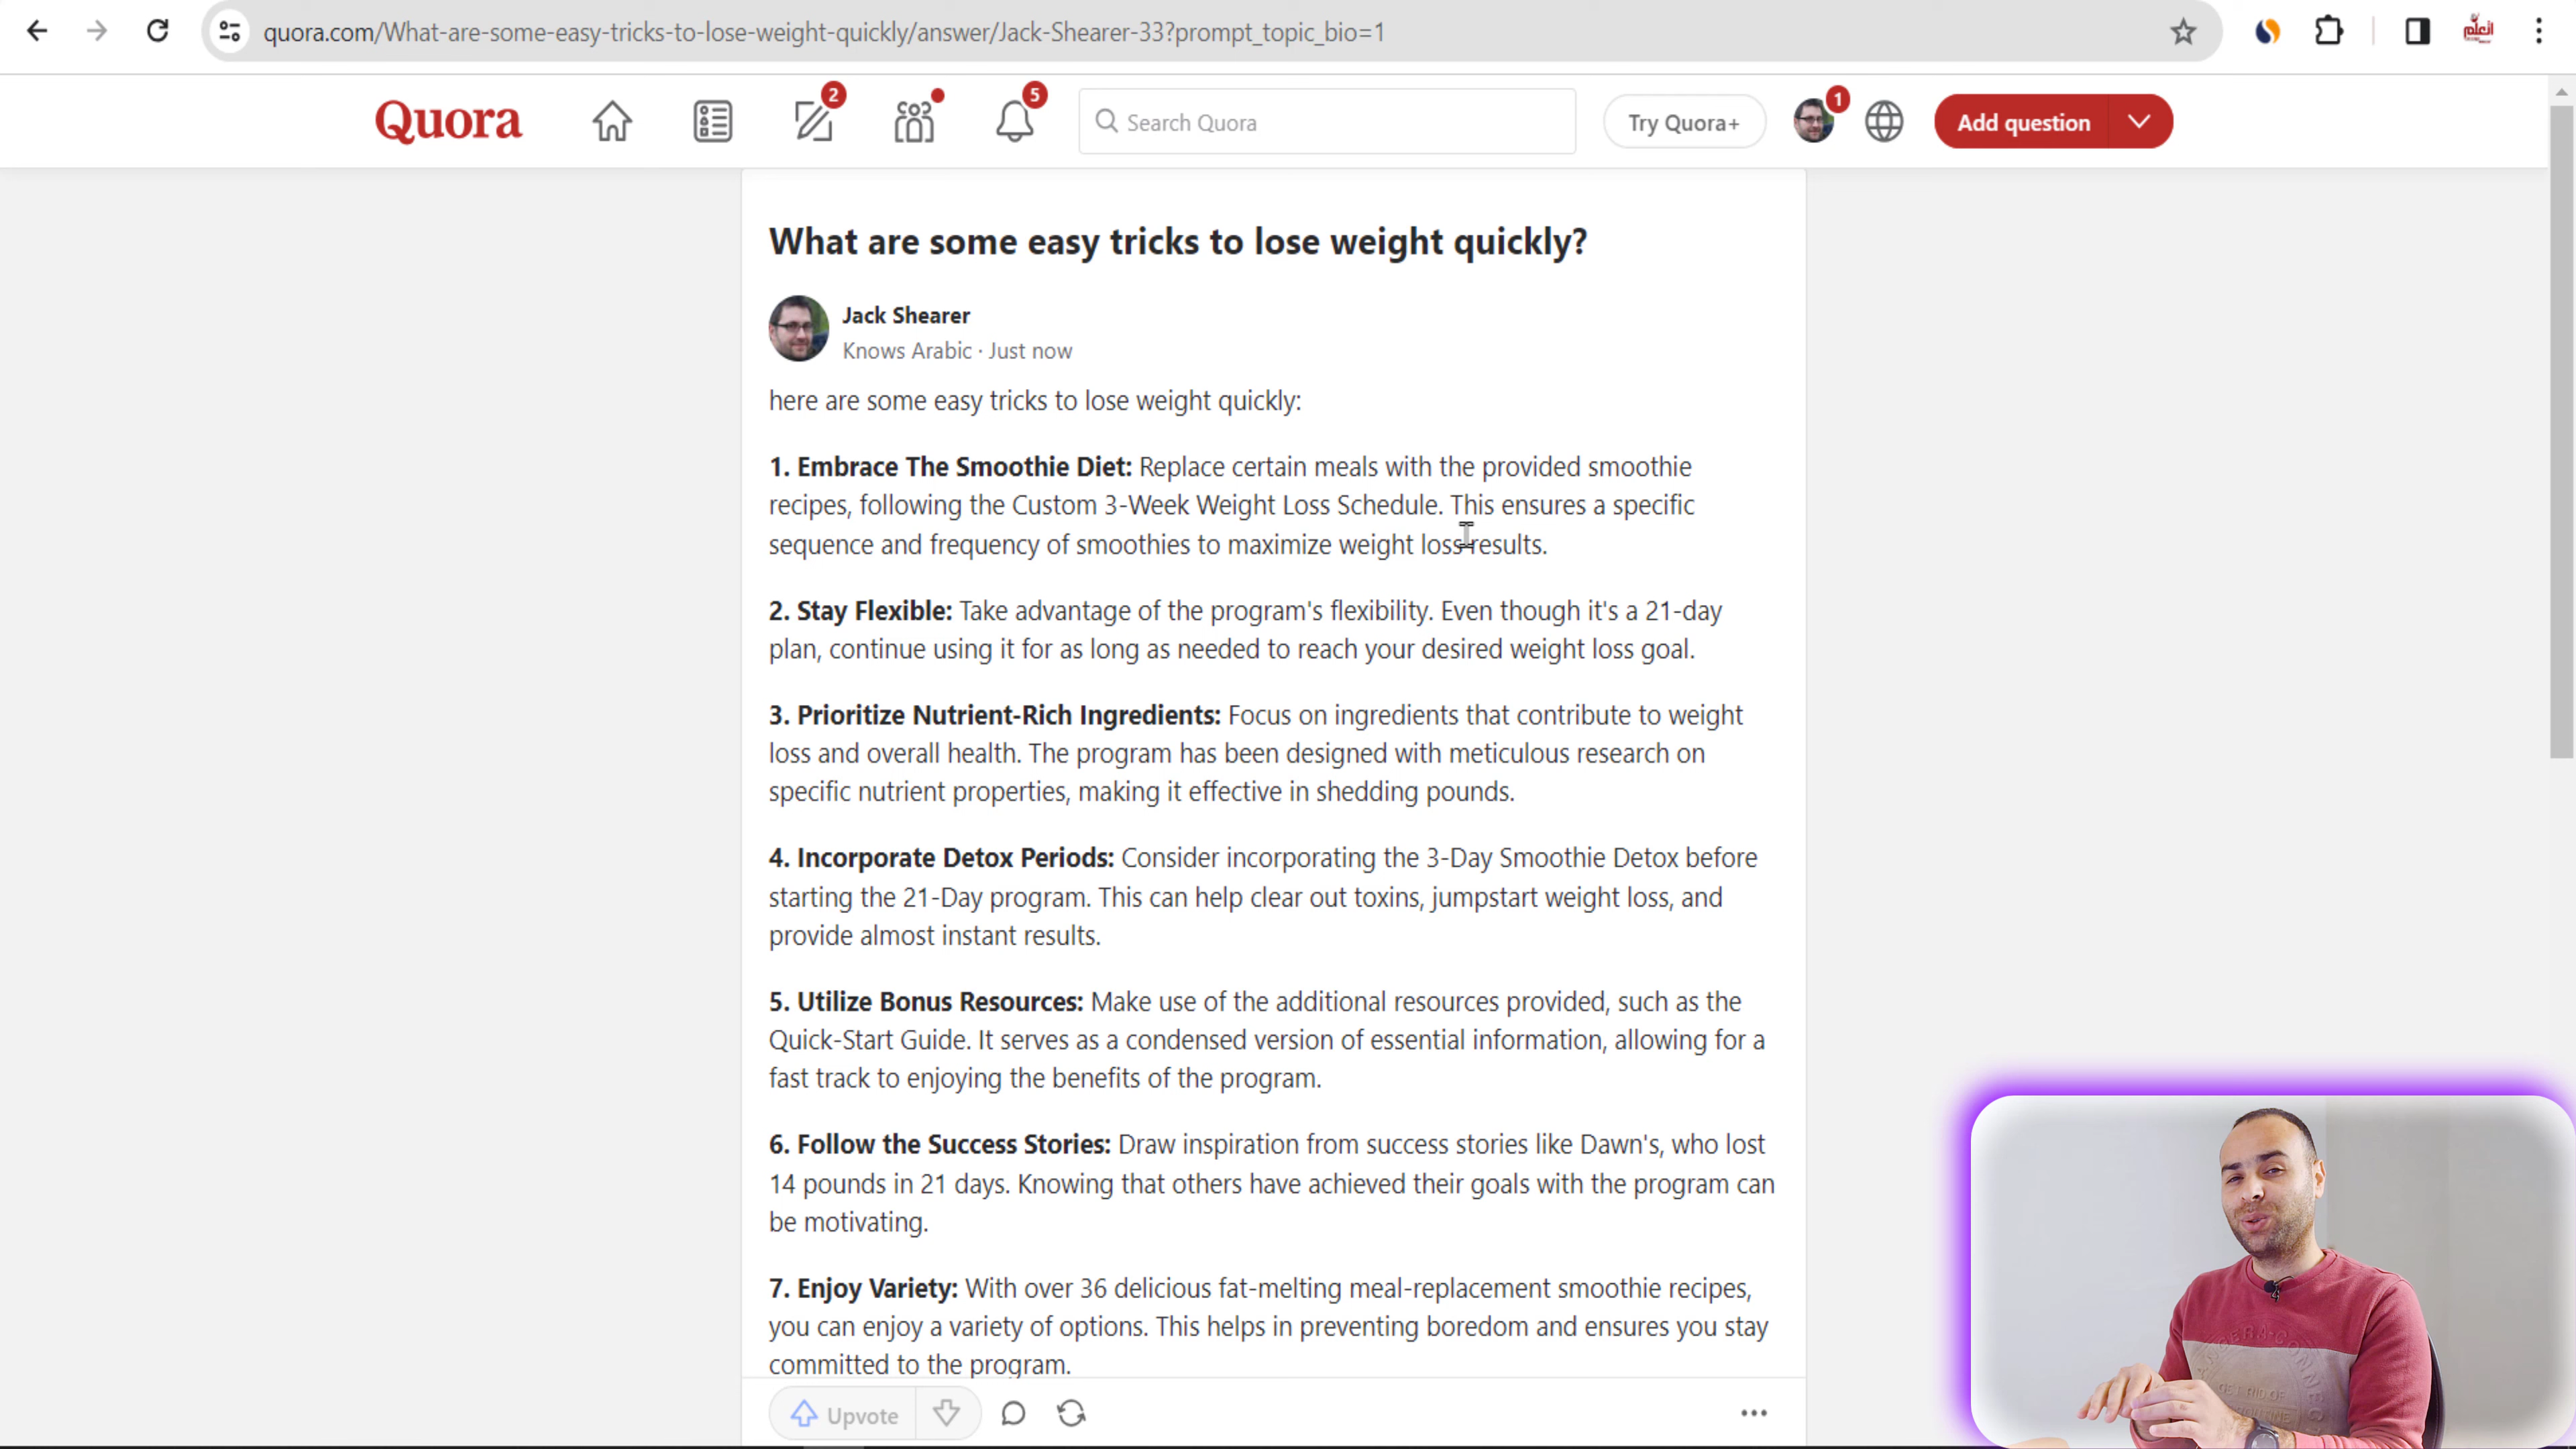 quora.com/What-are-some-easy-tricks-to-lose-weight-quickly/answer/Jack-Shearer-33?prompt_topic_bio=1
Quora
2
5
Search Quora
Try Quora+
1
Add question
What are some easy tricks to lose weight quickly?
Jack Shearer
Knows Arabic · Just now
here are some easy tricks to lose weight quickly:
1. Embrace The Smoothie Diet: Replace certain meals with the provided smoothie
recipes, following the Custom 3-Week Weight Loss Schedule. This ensures a specific
sequence and frequency of smoothies to maximize weight loss results.
2. Stay Flexible: Take advantage of the program's flexibility. Even though it's a 21-day
plan, continue using it for as long as needed to reach your desired weight loss goal.
3. Prioritize Nutrient-Rich Ingredients: Focus on ingredients that contribute to weight
loss and overall health. The program has been designed with meticulous research on
specific nutrient properties, making it effective in shedding pounds.
4. Incorporate Detox Periods: Consider incorporating the 3-Day Smoothie Detox before
starting the 21-Day program. This can help clear out toxins, jumpstart weight loss, and
provide almost instant results.
5. Utilize Bonus Resources: Make use of the additional resources provided, such as the
Quick-Start Guide. It serves as a condensed version of essential information, allowing for a
fast track to enjoying the benefits of the program.
6. Follow the Success Stories: Draw inspiration from success stories like Dawn's, who lost
14 pounds in 21 days. Knowing that others have achieved their goals with the program can
be motivating.
7. Enjoy Variety: With over 36 delicious fat-melting meal-replacement smoothie recipes,
you can enjoy a variety of options. This helps in preventing boredom and ensures you stay
committed to the program.
Upvote